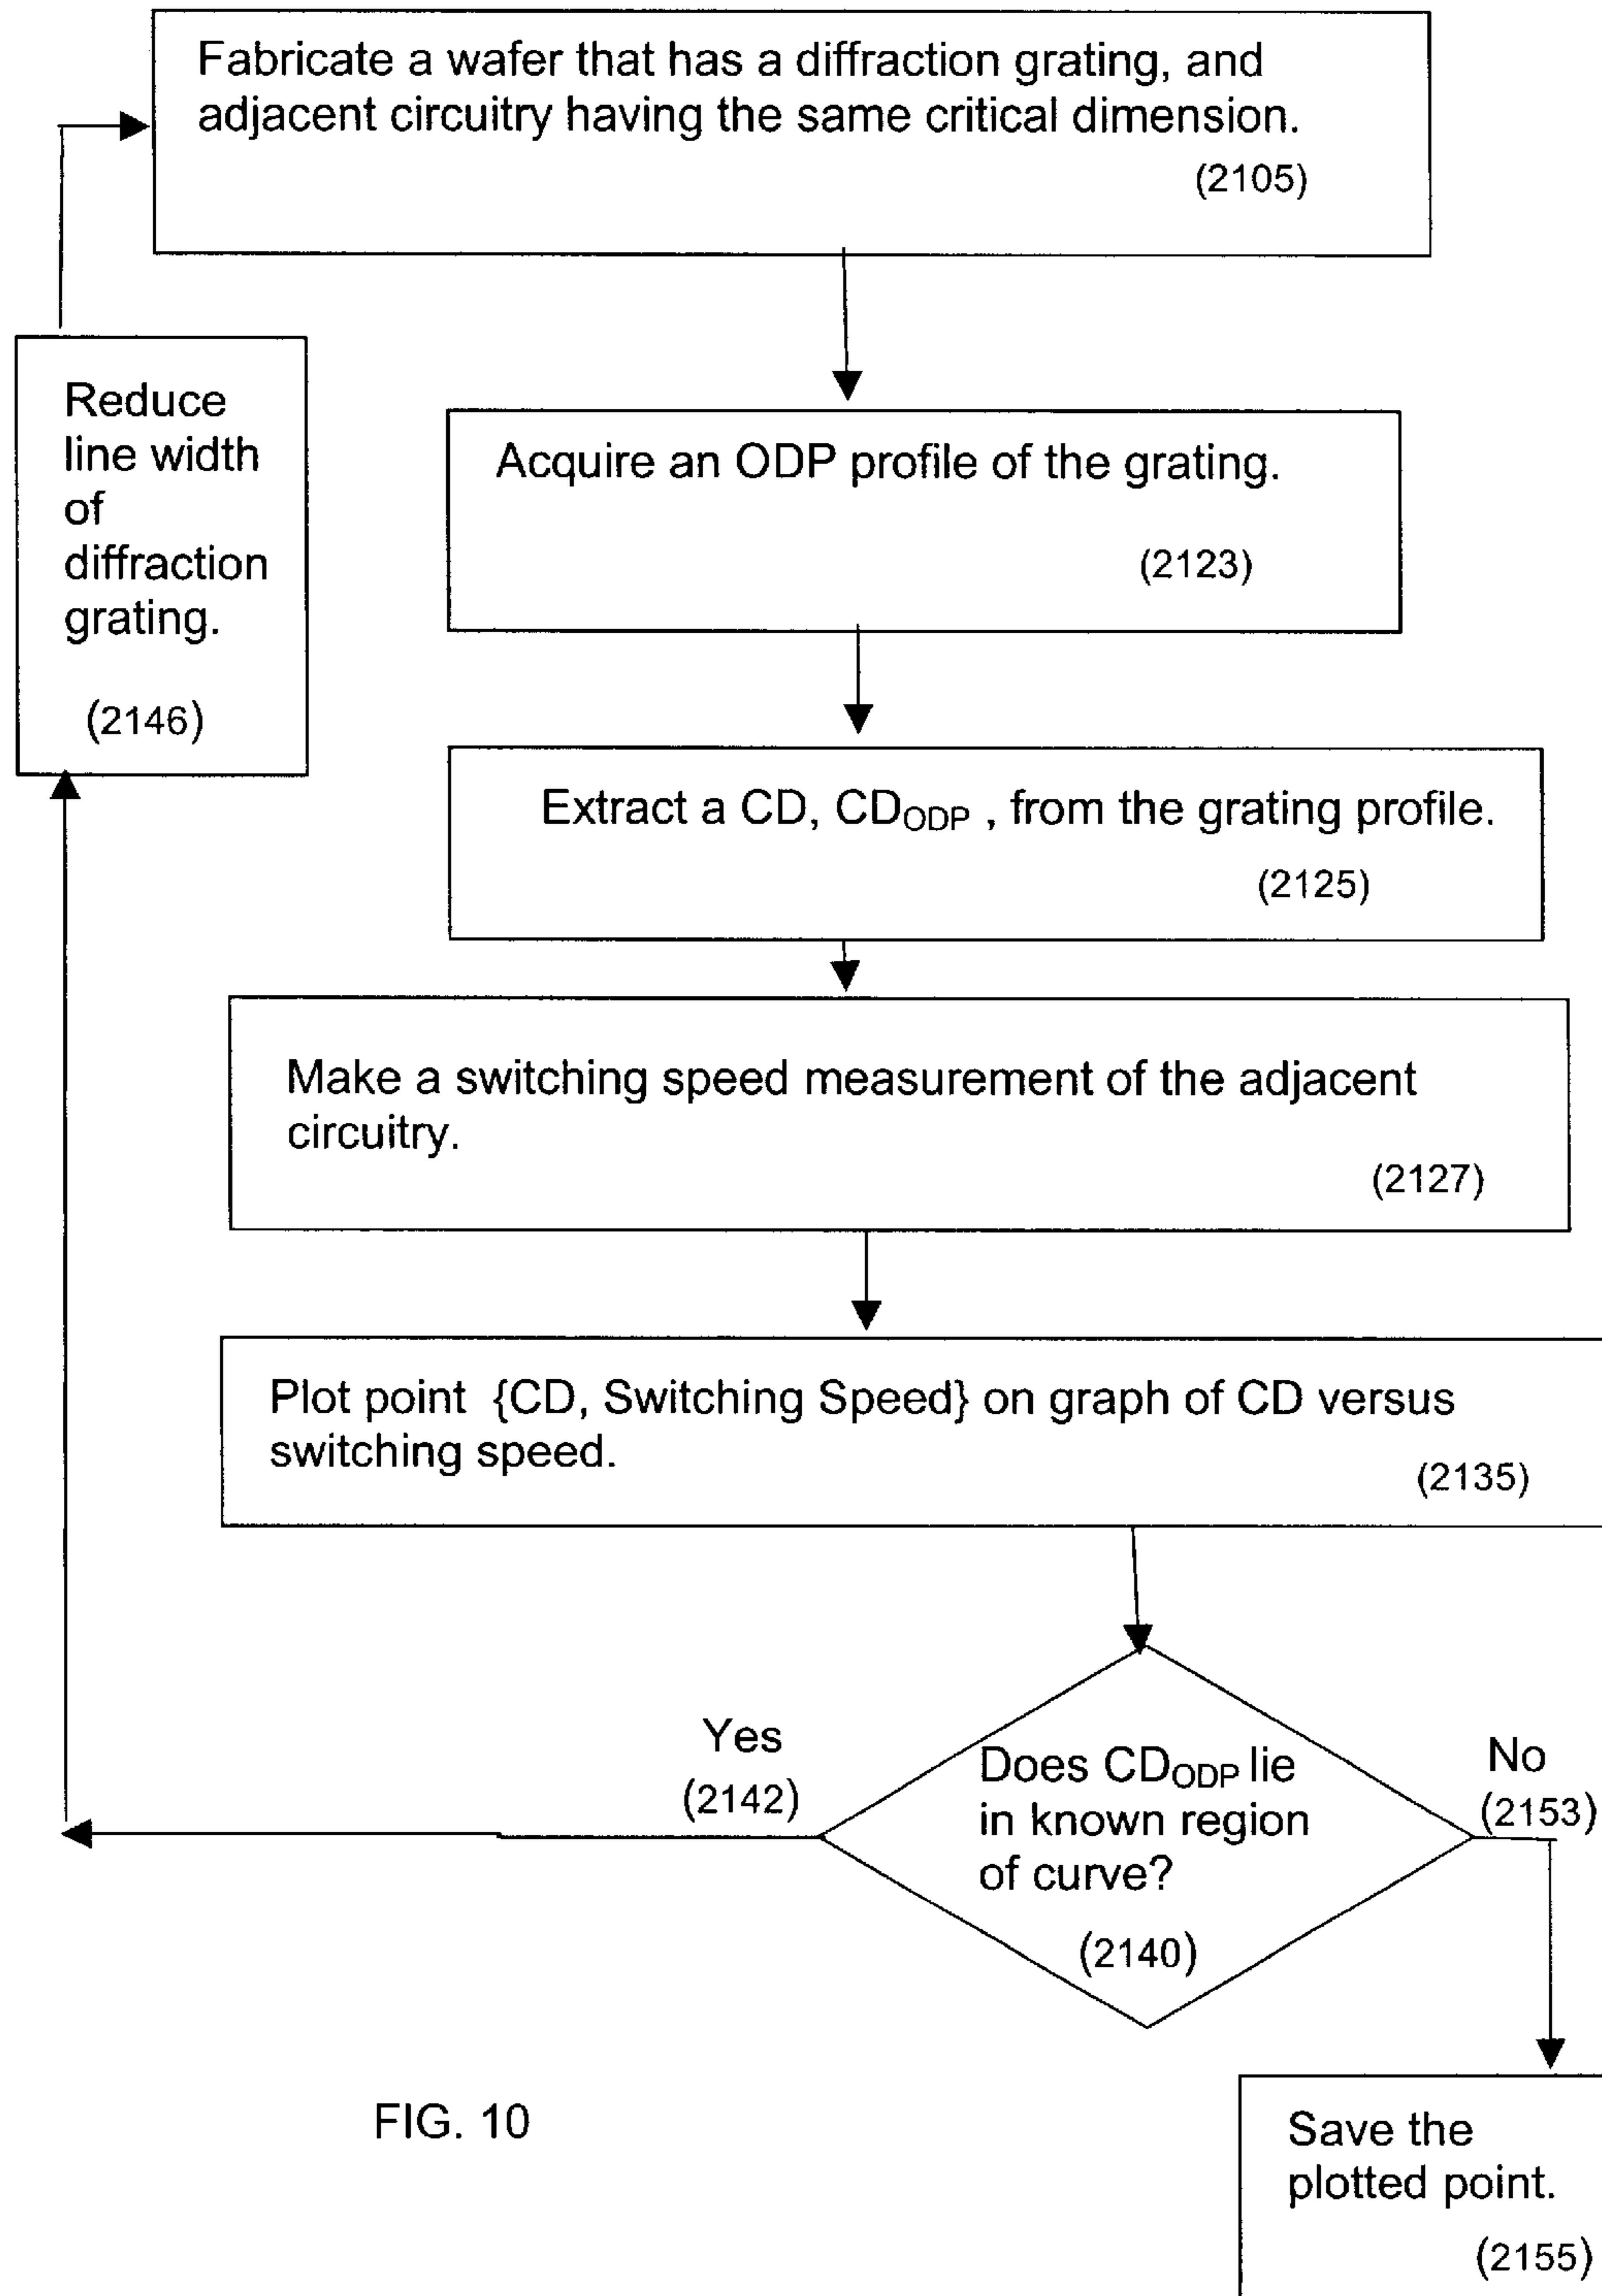 Fabricate a wafer that has a diffraction grating, and
adjacent circuitry having the same critical dimension.
(2105)
Reduce
line width
of
diffraction
grating.
(2146)
Acquire an ODP profile of the grating.
(2123)
Extract a CD, CD_ODP , from the grating profile.
(2125)
Make a switching speed measurement of the adjacent
circuitry.
(2127)
Plot point {CD, Switching Speed} on graph of CD versus
switching speed.
(2135)
Yes
(2142)
Does CD_ODP lie
in known region
of curve?
(2140)
No
(2153)
Save the
plotted point.
(2155)
FIG. 10